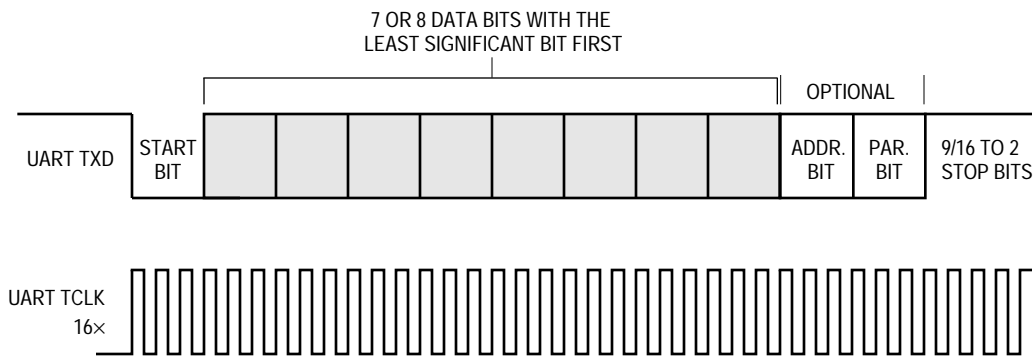 7 OR 8 DATA BITS WITH THE
LEAST SIGNIFICANT BIT FIRST
OPTIONAL
UART TXD
START
BIT
ADDR.
BIT
PAR.
BIT
9/16 TO 2
STOP BITS
UART TCLK
16×